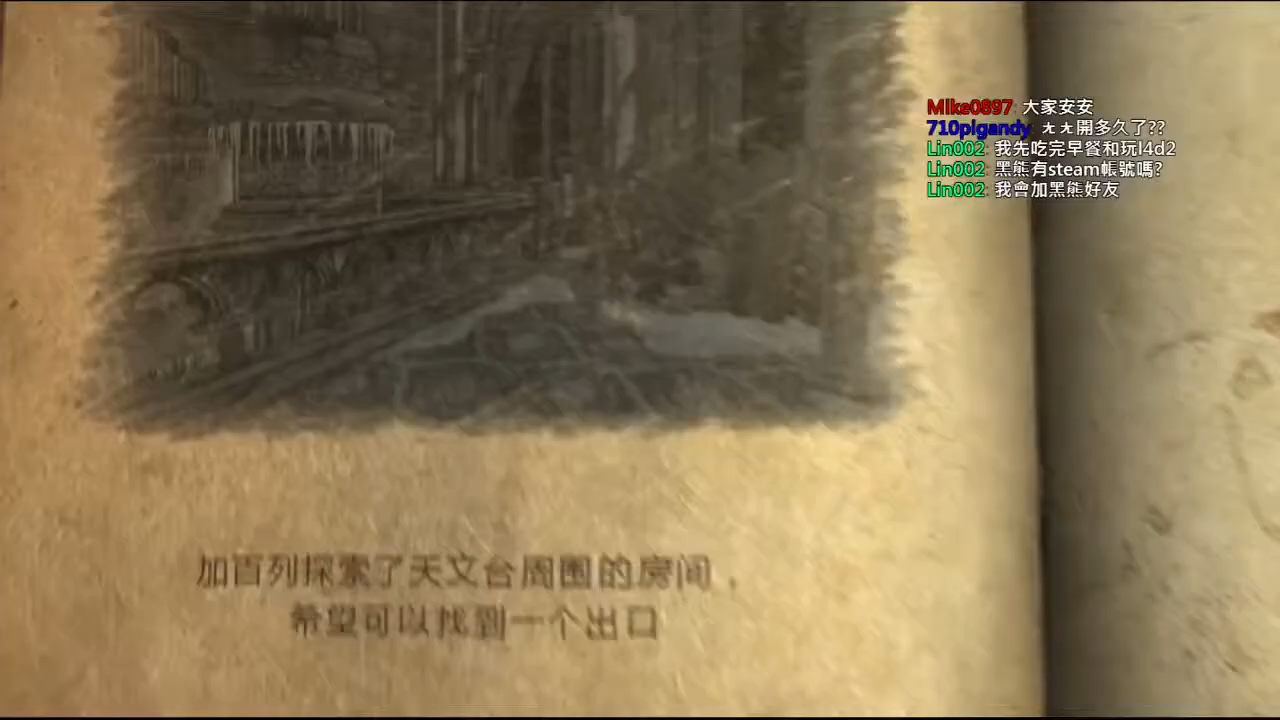 Mike0897: 大家安安
710pigandy: ㄤㄤ開多久了??
Lin002: 我先吃完早餐和玩l4d2
Lin002: 黑熊有steam帳號嗎?
Lin002: 我會加黑熊好友
加百列探索了天文台周围的房间，
希望可以找到一个出口